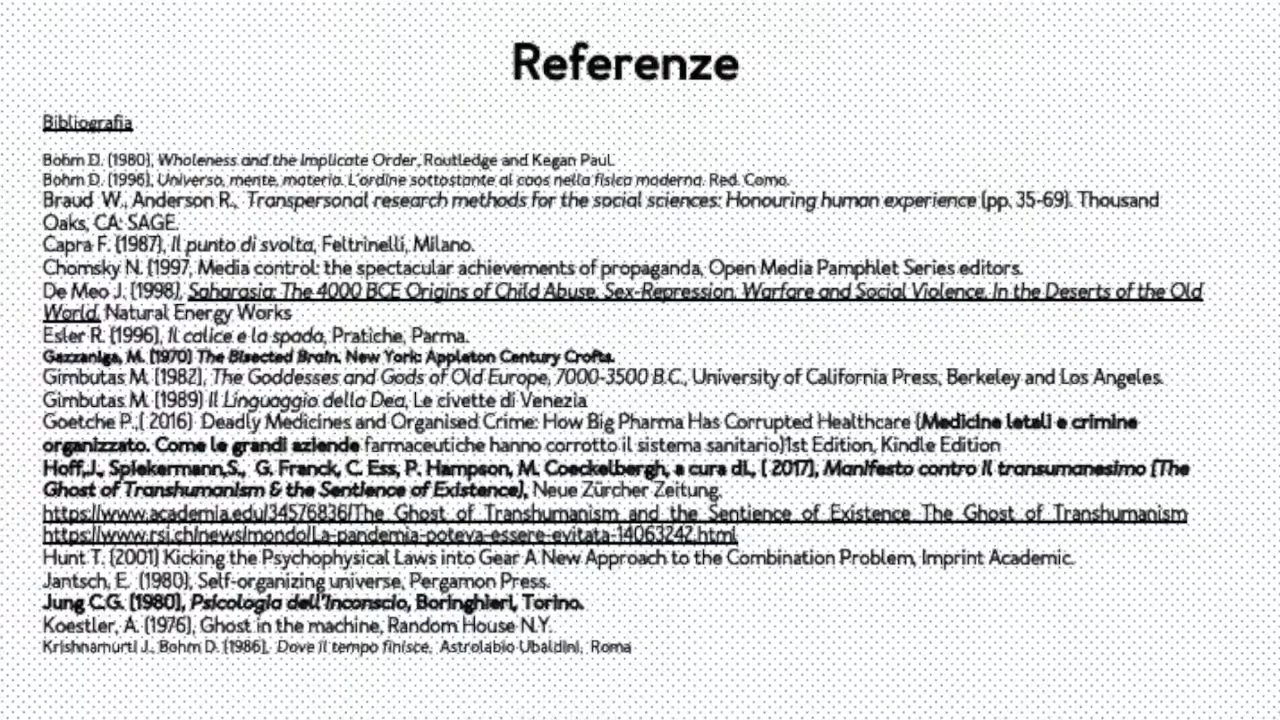 Referenze
Bibliografia
Bohm D. (1980), Wholeness and the Implicate Order, Routledge and Kegan Paul.
Bohm D. (1996), Universo, mente, materia. L'ordine sottostante al caos nella fisica moderna. Red. Como.
Braud W., Anderson R., Transpersonal research methods for the social sciences: Honouring human experience (pp. 35-69). Thousand
Oaks, CA: SAGE.
Capra F. (1987), Il punto di svolta, Feltrinelli, Milano.
Chomsky N. (1997, Media control: the spectacular achievements of propaganda, Open Media Pamphlet Series editors.
De Meo J. (1998), Saharasia: The 4000 BCE Origins of Child Abuse, Sex-Repression, Warfare and Social Violence, In the Deserts of the Old
World, Natural Energy Works
Esler R. (1996), Il calice e la spada, Pratiche, Parma.
Gazzaniga, M. (1970) The Bisected Brain. New York: Appleton Century Crofts.
Gimbutas M. (1982), The Goddesses and Gods of Old Europe, 7000-3500 B.C., University of California Press, Berkeley and Los Angeles.
Gimbutas M. (1989) Il Linguaggio della Dea, Le civette di Venezia
Goetche P.,( 2016) Deadly Medicines and Organised Crime: How Big Pharma Has Corrupted Healthcare (Medicine letali e crimine
organizzato. Come le grandi aziende farmaceutiche hanno corrotto il sistema sanitario)1st Edition, Kindle Edition
Hoff,J., Spiekermann,S., G. Franck, C. Ess, P. Hampson, M. Coeckelbergh, a cura di., ( 2017), Manifesto contro il transumanesimo (The
Ghost of Transhumanism & the Sentience of Existence), Neue Zürcher Zeitung.
https://www.academia.edu/34576836/The_Ghost_of_Transhumanism_and_the_Sentience_of_Existence_The_Ghost_of_Transhumanism
https://www.rsi.ch/news/mondo/La-pandemia-poteva-essere-evitata-14063242.html
Hunt T. (2001) Kicking the Psychophysical Laws into Gear A New Approach to the Combination Problem, Imprint Academic.
Jantsch, E. (1980), Self-organizing universe, Pergamon Press.
Jung C.G. (1980), Psicologia dell'Inconscio, Boringhieri, Torino.
Koestler, A. (1976), Ghost in the machine, Random House N.Y.
Krishnamurti J., Bohm D. (1986), Dove il tempo finisce, Astrolabio Ubaldini, Roma